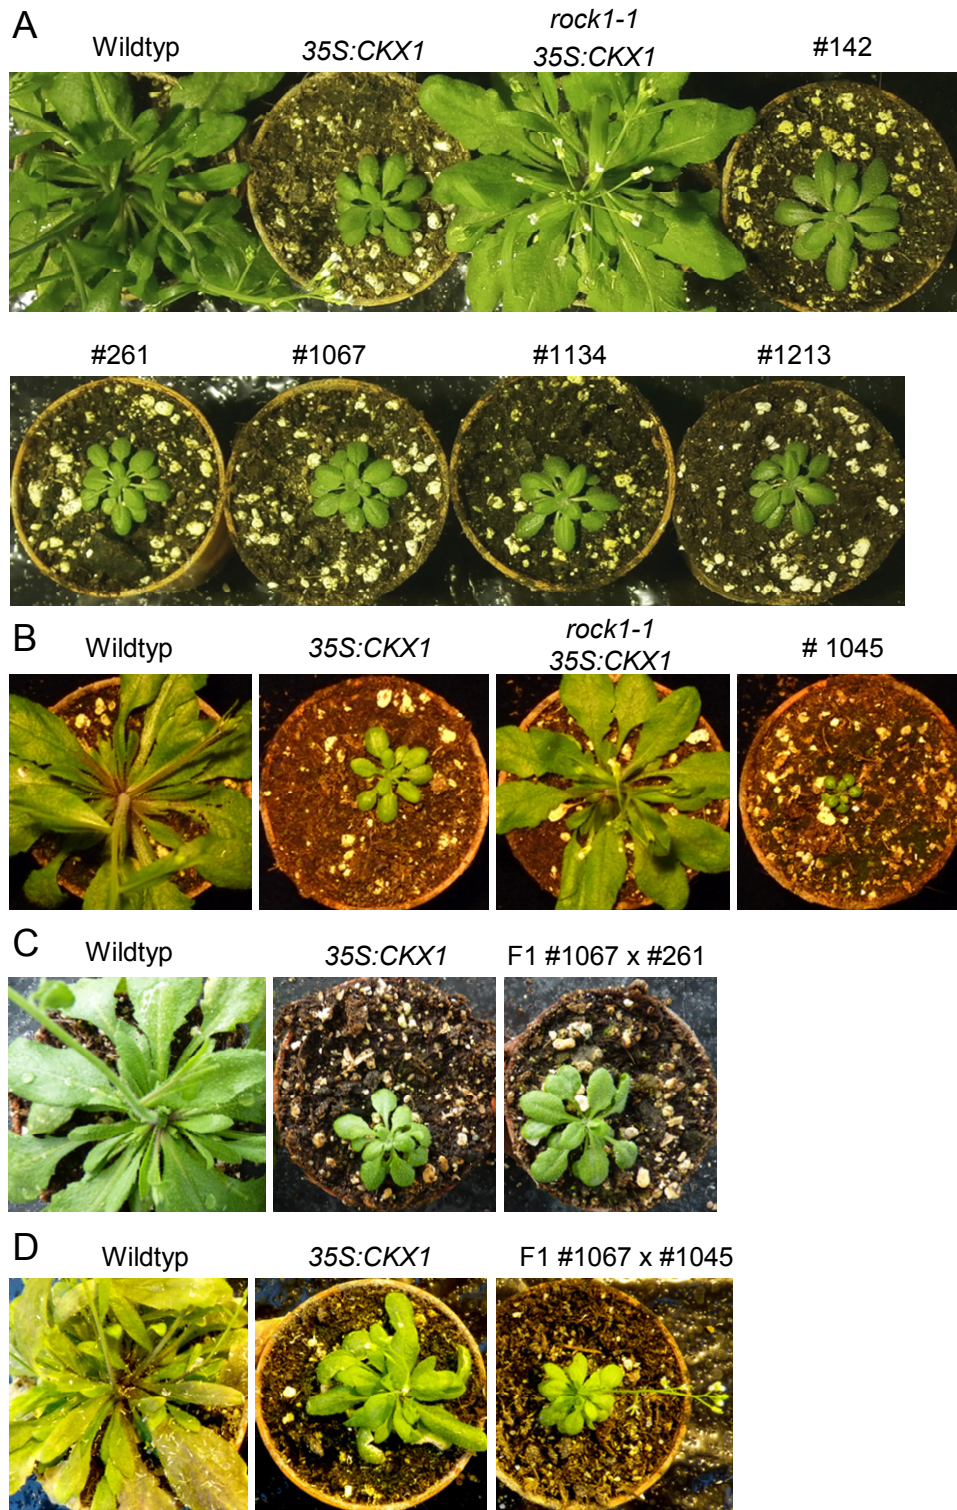 A
Wildtyp
35S:CKX1
rock1-1
35S:CKX1
#142
#261
#1067
#1134
#1213
B
Wildtyp
35S:CKX1
rock1-1
35S:CKX1
# 1045
C
Wildtyp
35S:CKX1
F1 #1067 x #261
D
Wildtyp
35S:CKX1
F1 #1067 x #1045